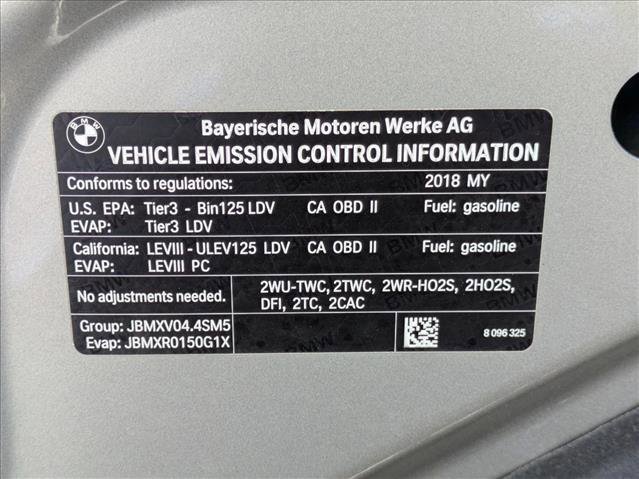 BMW
Bayerische Motoren Werke AG
VEHICLE EMISSION CONTROL INFORMATION
Conforms to regulations: 2018 MY
U.S. EPA: Tier3 - Bin125 LDV CA OBD II Fuel: gasoline
EVAP: Tier3 LDV
California: LEVIII - ULEV125 LDV CA OBD II Fuel: gasoline
EVAP: LEVIII PC
No adjustments needed. 2WU-TWC, 2TWC, 2WR-HO2S, 2HO2S,
DFI, 2TC, 2CAC
Group: JBMXV04.4SM5
Evap: JBMXR0150G1X
8 096 325